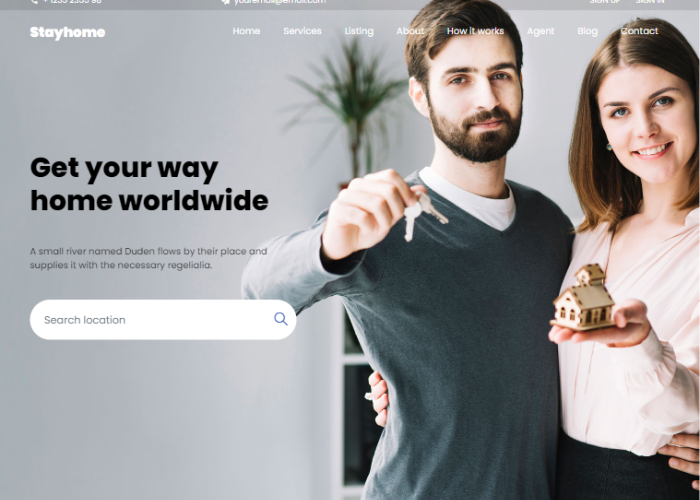 + 1235 2355 98
youremail@email.com
SIGN UP
SIGN IN
Stayhome
Home
Services
Listing
About
How it works
Agent
Blog
Contact
Get your way
home worldwide
A small river named Duden flows by their place and
supplies it with the necessary regelialia.
Search location